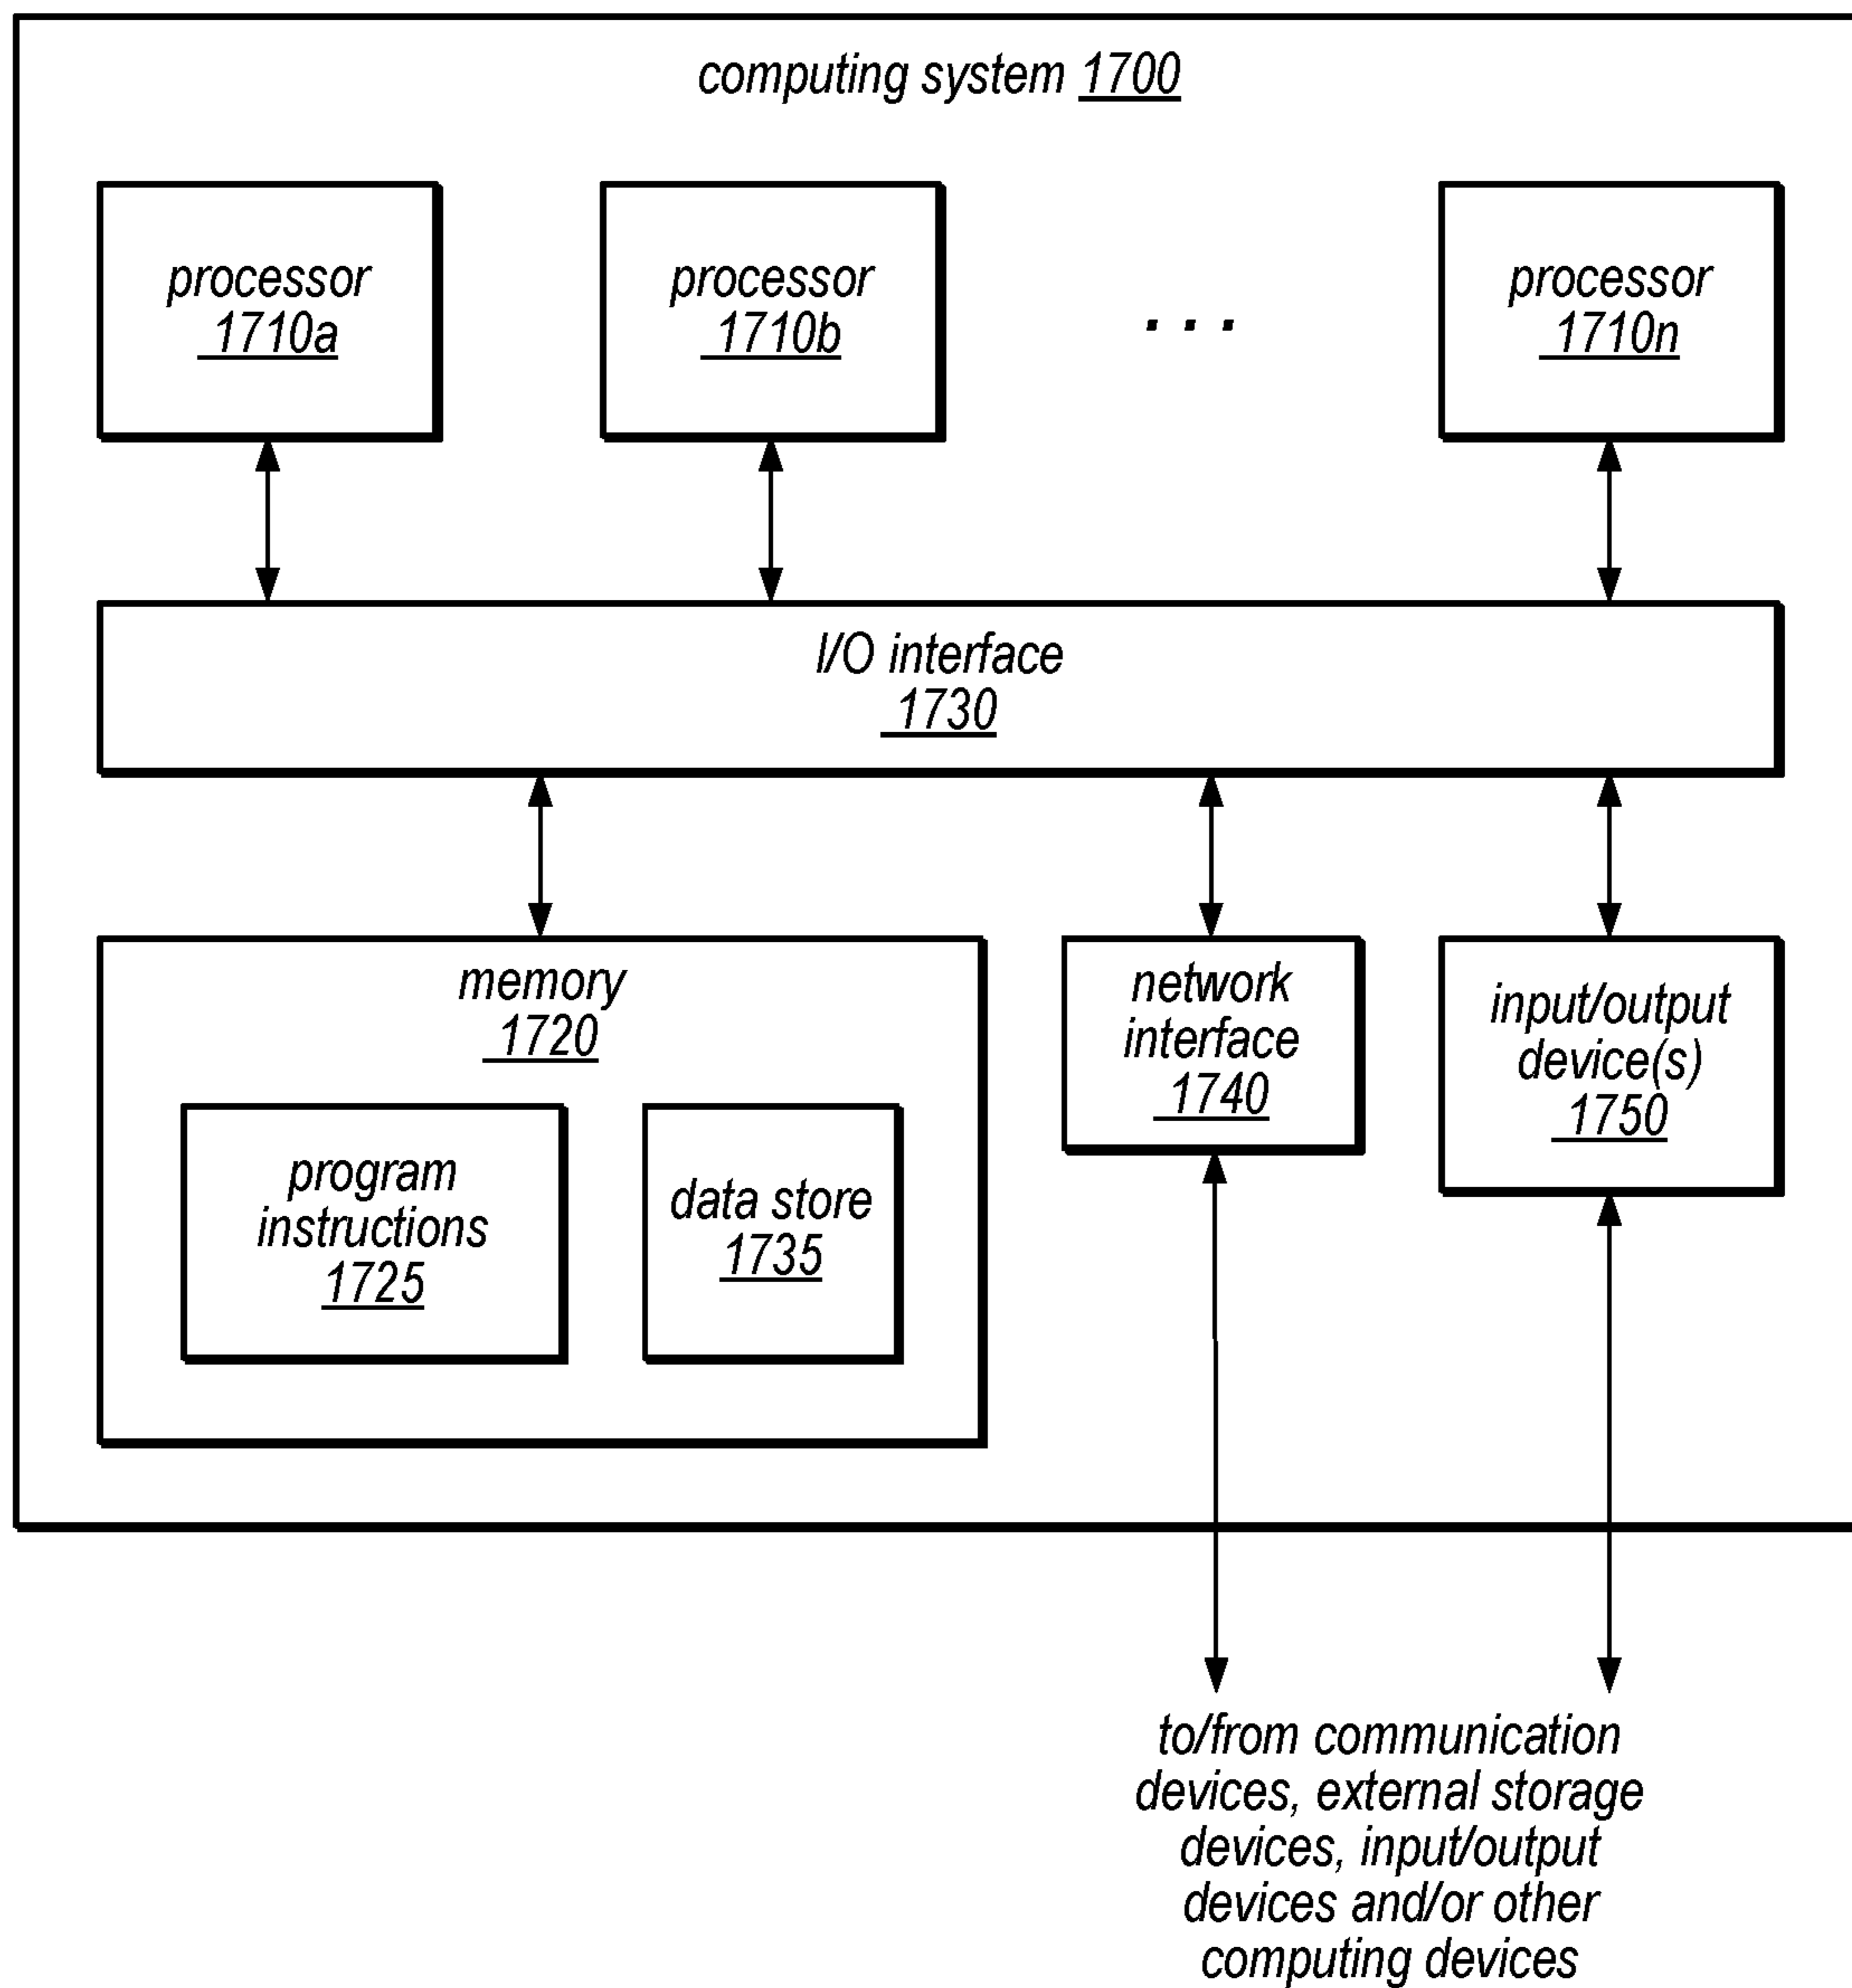 computing system 1700
processor
1710a
processor
1710b
. . .
processor
1710n
I/O interface
1730
memory
1720
program
instructions
1725
data store
1735
network
interface
1740
input/output
device(s)
1750
to/from communication
devices, external storage
devices, input/output
devices and/or other
computing devices